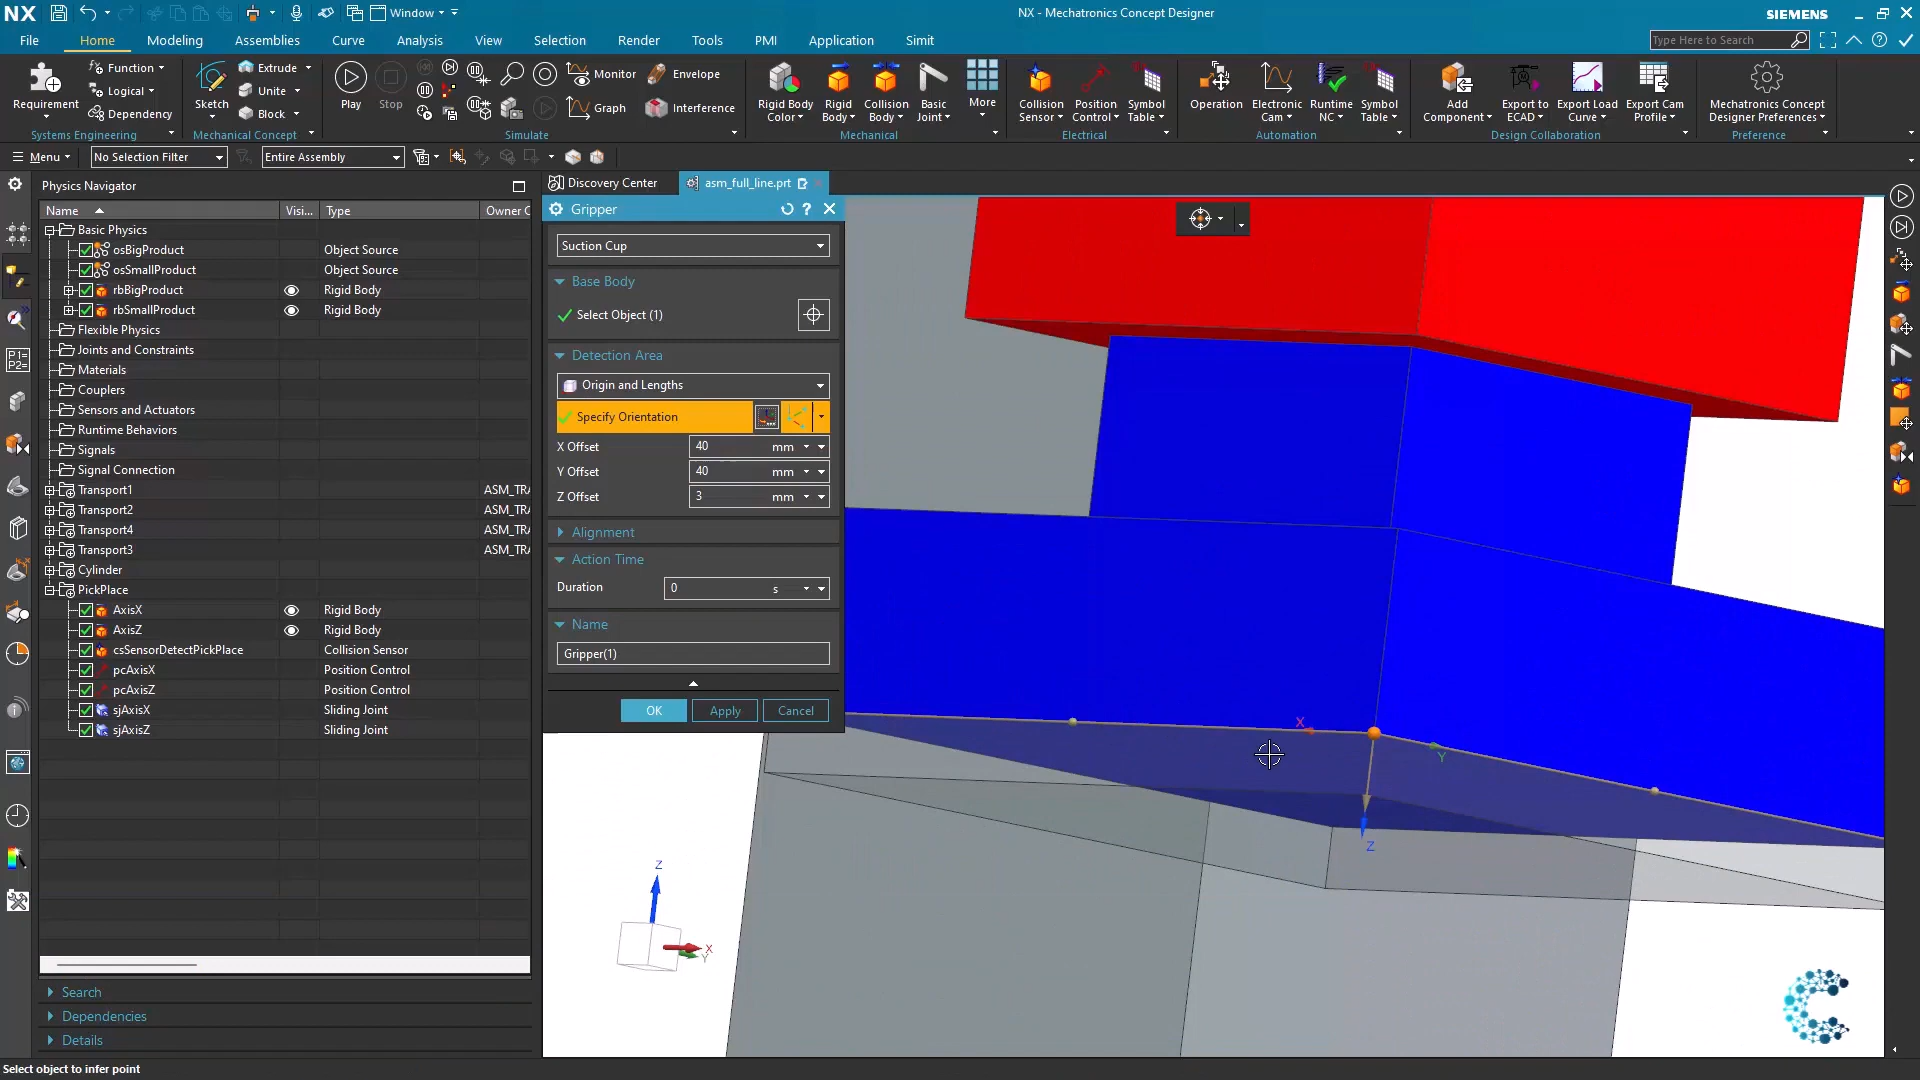 NX
Window
NX - Mechatronics Concept Designer
SIEMENS
File
Home
Modeling
Assemblies
Curve
Analysis
View
Selection
Render
Tools
PMI
Application
Simit
Type Here to Search
Requirement
Function
Logical
Dependency
Systems Engineering
Sketch
Extrude
Unite
Block
Mechanical Concept
Play
Stop
Monitor
Graph
Envelope
Interference
Simulate
Rigid Body Color
Rigid Body
Collision Body
Basic Joint
More
Mechanical
Collision Sensor
Position Control
Symbol Table
Electrical
Operation
Electronic Cam
Runtime NC
Symbol Table
Automation
Add Component
Export to ECAD
Export Load Curve
Export Cam Profile
Design Collaboration
Mechatronics Concept Designer Preferences
Preference
Menu
No Selection Filter
Entire Assembly
Physics Navigator
Name Visi... Type Owner C
Basic Physics
osBigProduct Object Source
osSmallProduct Object Source
rbBigProduct Rigid Body
rbSmallProduct Rigid Body
Flexible Physics
Joints and Constraints
Materials
Couplers
Sensors and Actuators
Runtime Behaviors
Signals
Signal Connection
Transport1 ASM_TRA
Transport2 ASM_TRA
Transport4 ASM_TRA
Transport3 ASM_TRA
Cylinder
PickPlace
AxisX Rigid Body
AxisZ Rigid Body
csSensorDetectPickPlace Collision Sensor
pcAxisX Position Control
pcAxisZ Position Control
sjAxisX Sliding Joint
sjAxisZ Sliding Joint
Search
Dependencies
Details
Select object to infer point
Discovery Center
asm_full_line.prt
Gripper
Suction Cup
Base Body
Select Object (1)
Detection Area
Origin and Lengths
Specify Orientation
X Offset 40 mm
Y Offset 40 mm
Z Offset 3 mm
Alignment
Action Time
Duration 0 s
Name
Gripper(1)
OK
Apply
Cancel
X
Y
Z
Z
X
Y
P1=
P2=